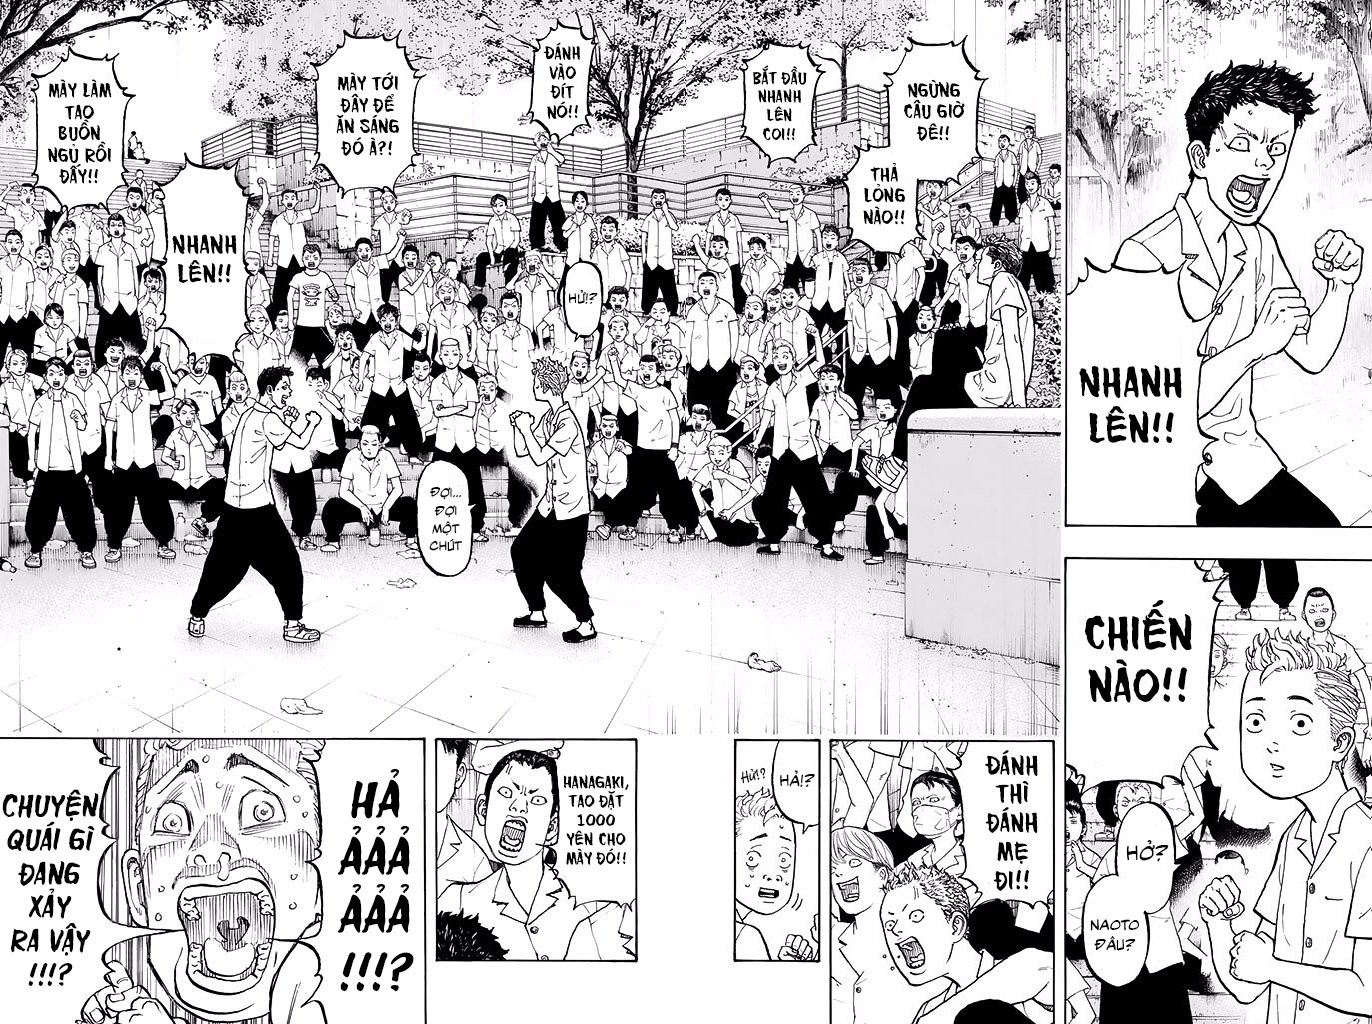 NHANH
LÊN!!
CHIẾN
NÀO!!
HỞ?
NAOTO
ĐÂU?
NGỪNG
CÂU GIỜ
ĐÊ!!
THẢ
LỎNG
NÀO!!
BẮT ĐẦU
NHANH
LÊN
COI!!
ĐÁNH
VÀO
ĐÍT
NÓ!!
HỬ?
MÀY TỚI
ĐÂY ĐỂ
ĂN SÁNG
ĐÓ À?!
NHANH
LÊN!!
MÀY LÀM
TAO
BUỒN
NGỦ RỒI
ĐẤY!!
ĐỢI...
ĐỢI
MỘT
CHÚT
ĐÁNH
THÌ
ĐÁNH
MẸ
ĐI!!
HẢ!?
HỬ!?
HANAGAKI,
TAO ĐẶT
1000
YÊN CHO
MÀY ĐÓ!!
HẢ
ẢẢẢ
ẢẢẢ
!!!?
CHUYỆN
QUÁI GÌ
ĐANG
XẢY
RA VẬY
!!!?